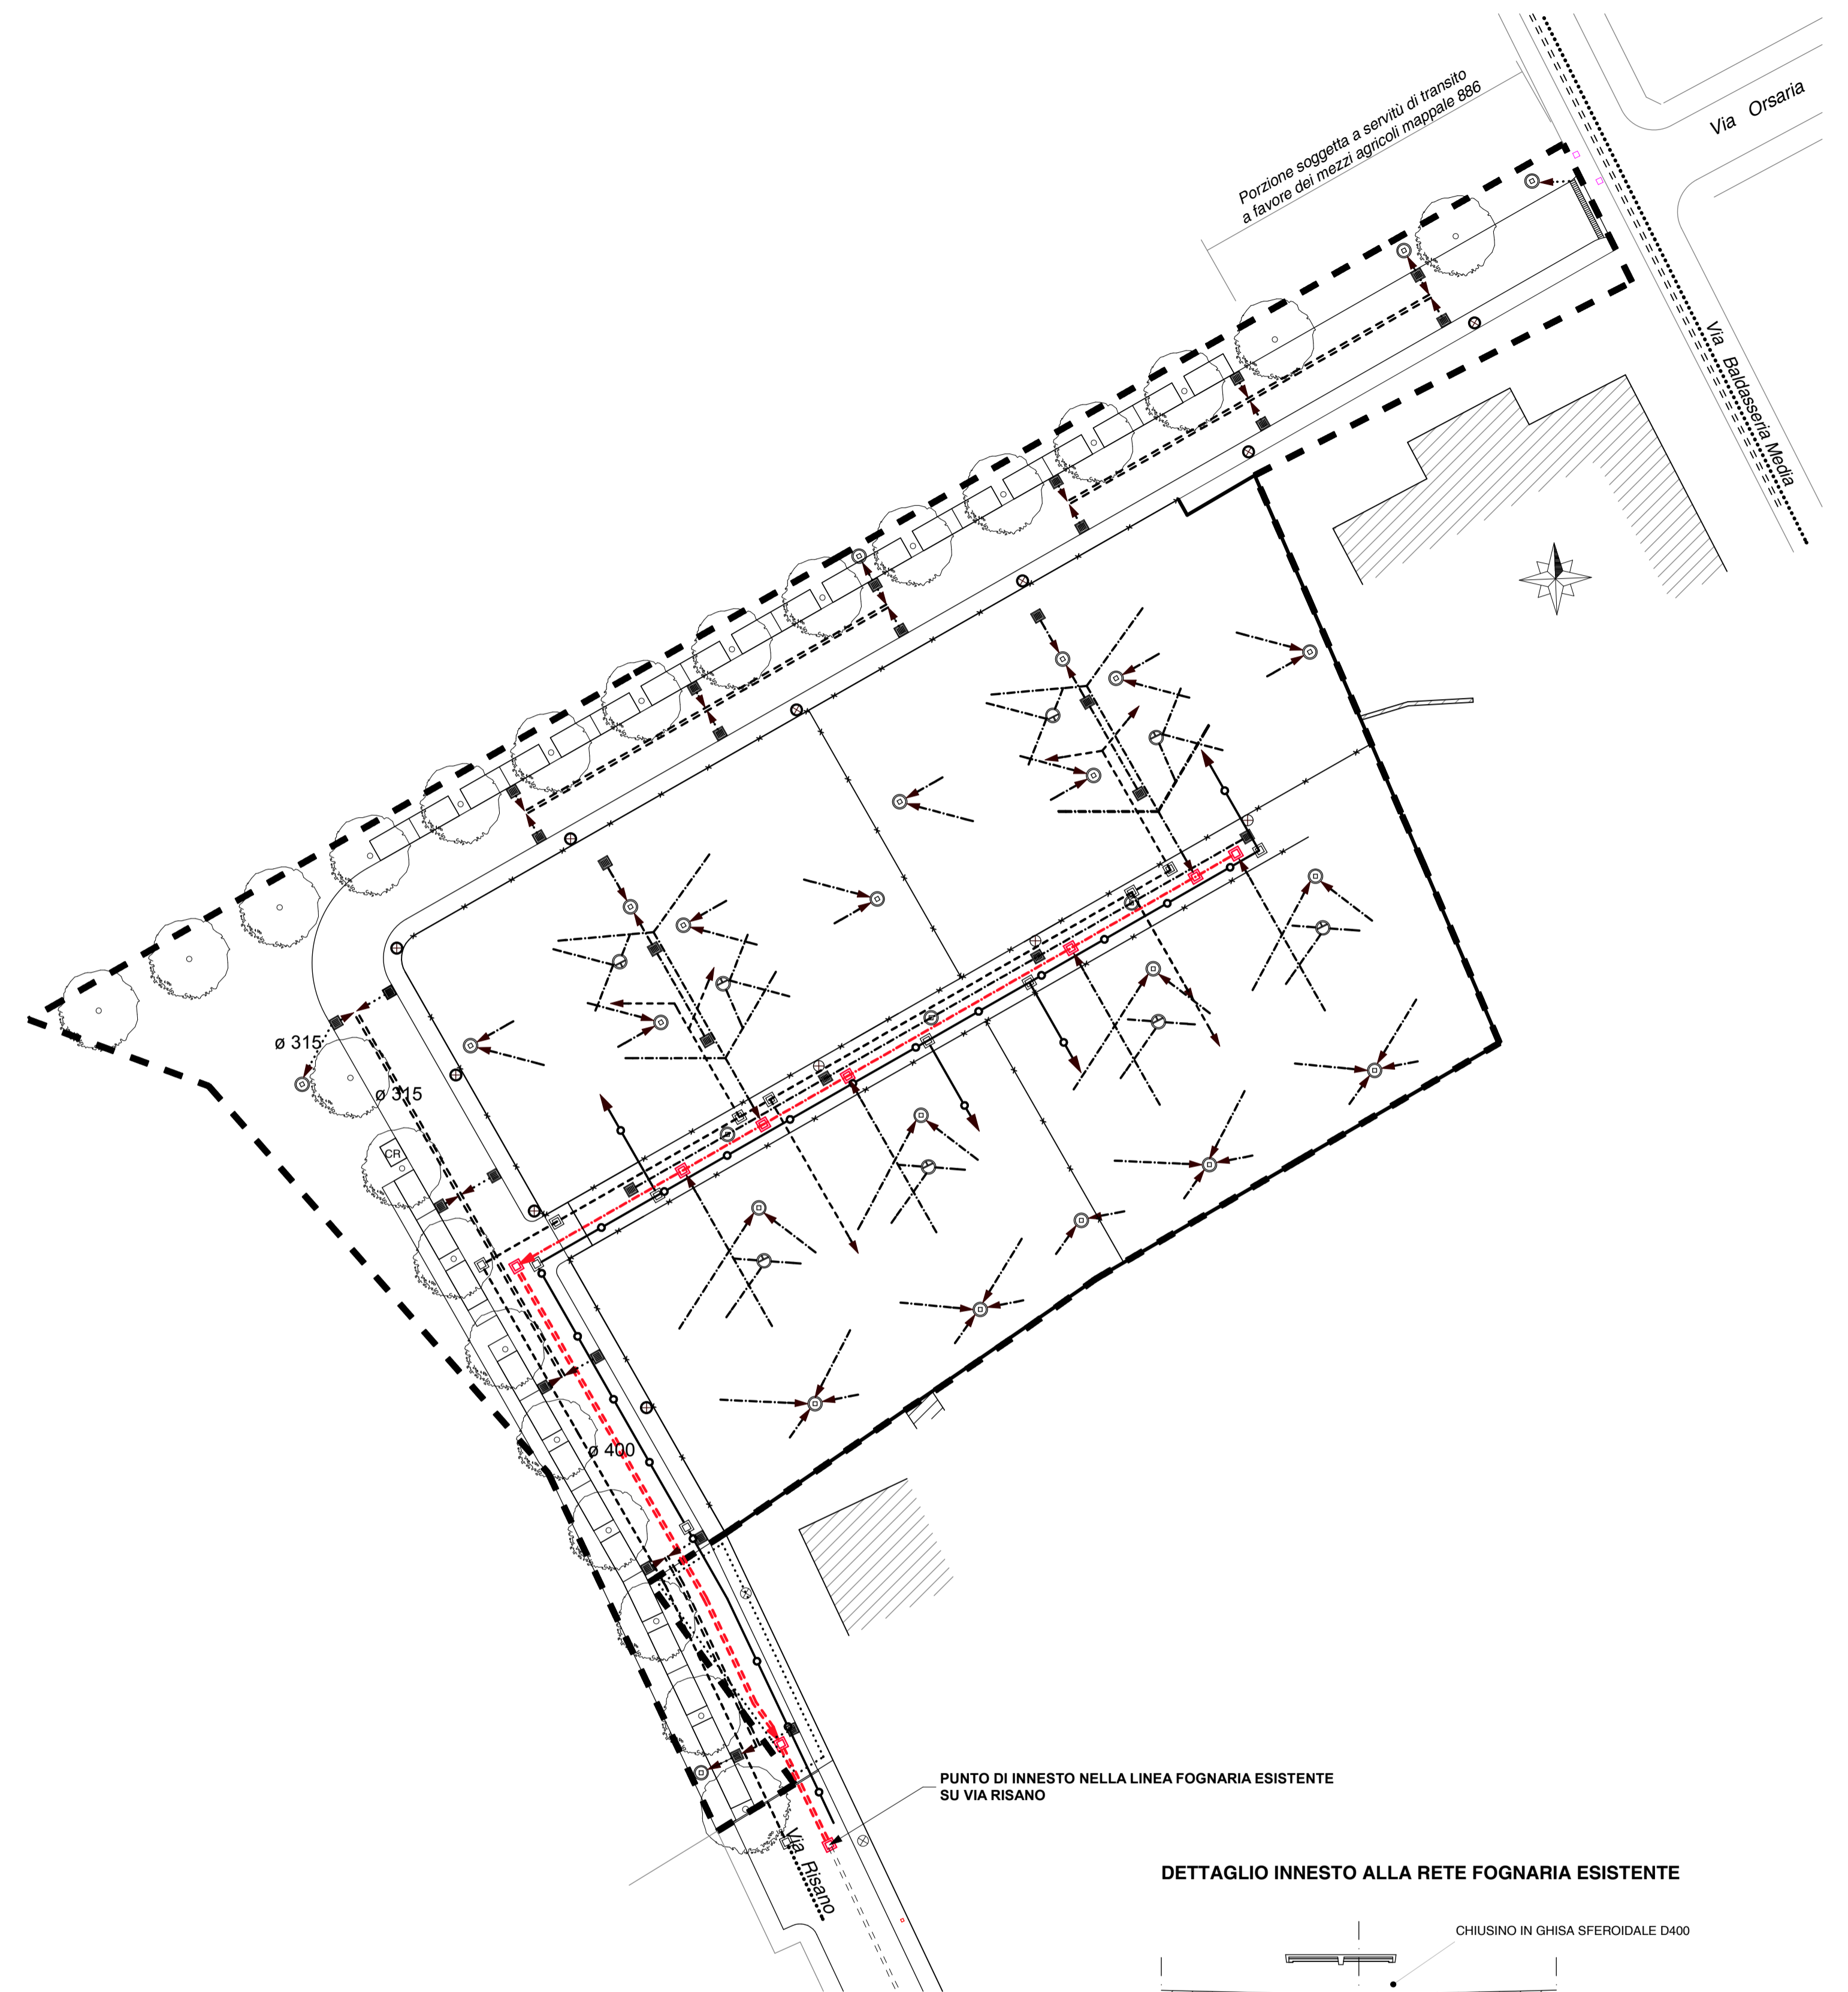 Porzione soggetta a servitù di transito
a favore dei mezzi agricoli mappale 886
Via Orsaria
Via Baldasseria Media
ø 315
ø 315
CR
ø 400
PUNTO DI INNESTO NELLA LINEA FOGNARIA ESISTENTE
SU VIA RISANO
Via Risano
DETTAGLIO INNESTO ALLA RETE FOGNARIA ESISTENTE
CHIUSINO IN GHISA SFEROIDALE D400